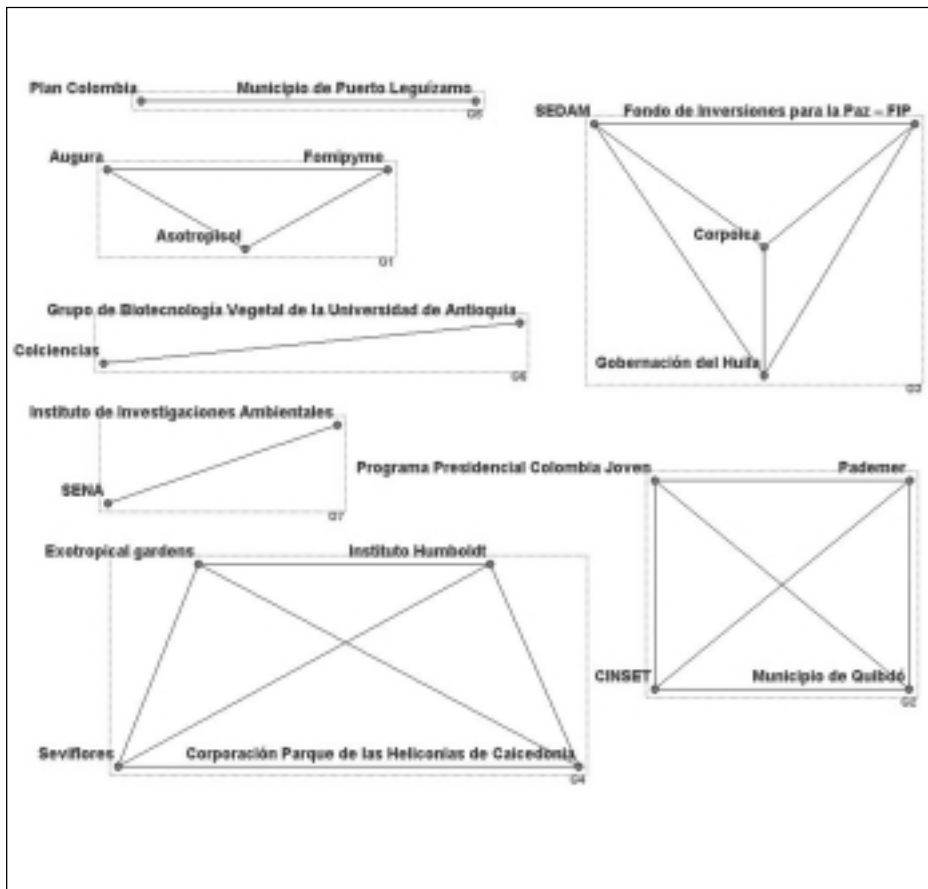 Plan Colombia
Municipio de Puerto Leguízamo
G5
SEDAM
Fondo de Inversiones para la Paz – FIP
Augura
Fomipyme
Asotropisol
G1
Corpoica
Grupo de Biotecnología Vegetal de la Universidad de Antioquia
Colciencias
G6
Gobernación del Huila
G3
Instituto de Investigaciones Ambientales
SENA
G7
Programa Presidencial Colombia Joven
Pademer
Exotropical gardens
Instituto Humboldt
CINSET
Municipio de Quibdó
G2
Seviflores
Corporación Parque de las Heliconias de Caicedonia
G4